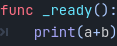 func _ready():
    print(a+b)